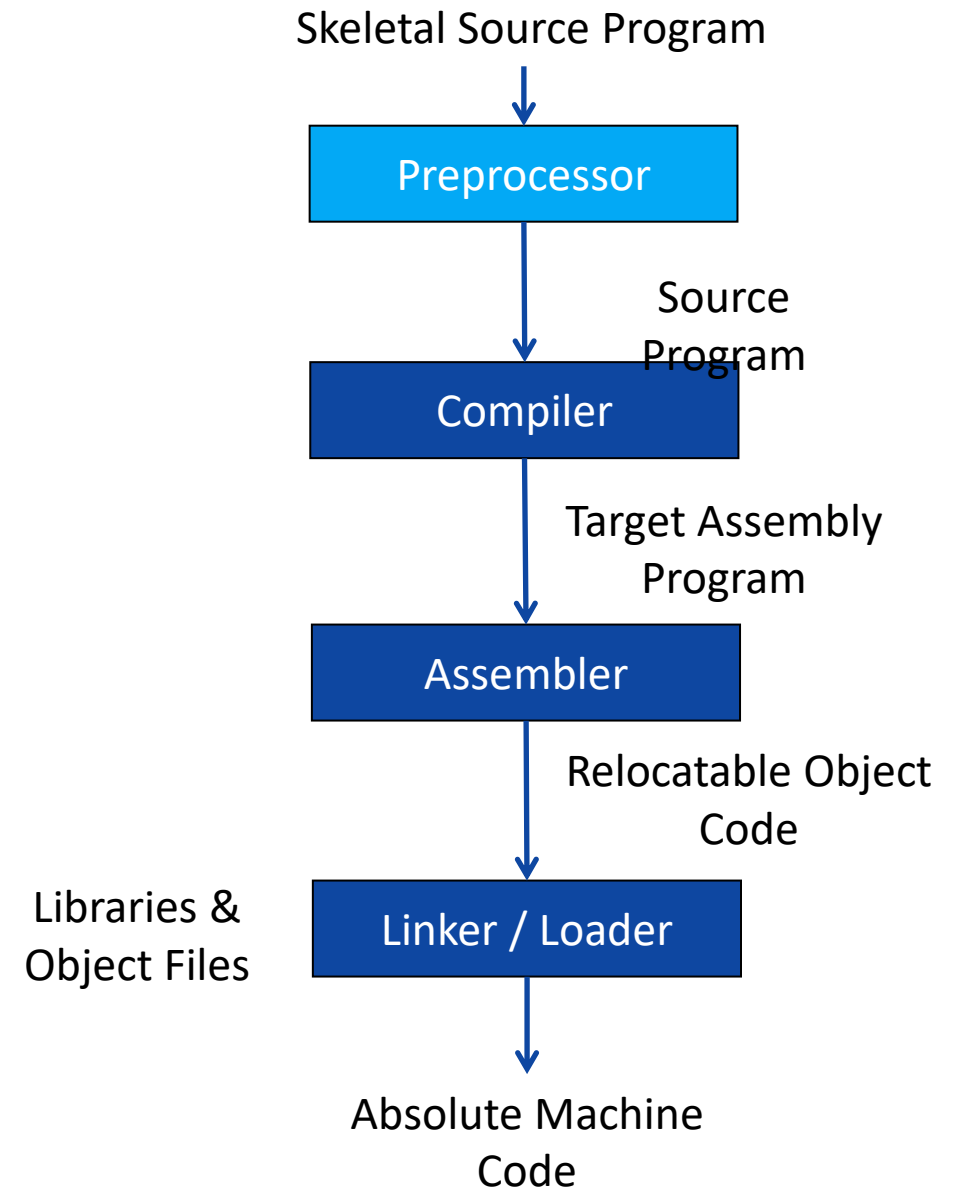 Skeletal Source Program
Preprocessor
Source
Program
Compiler
Target Assembly
Program
Assembler
Relocatable Object
Code
Libraries &
Object Files
Linker / Loader
Absolute Machine
Code